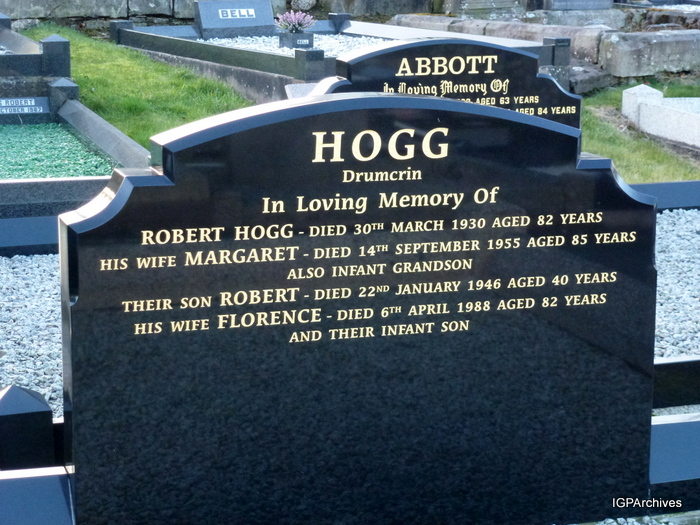 BELL
BELL
ABBOTT
In Loving Memory Of
AGED 63 YEARS
AGED 84 YEARS
ROBERT
OCTOBER 1987
HOGG
Drumcrin
In Loving Memory Of
ROBERT HOGG - DIED 30TH MARCH 1930 AGED 82 YEARS
HIS WIFE MARGARET - DIED 14TH SEPTEMBER 1955 AGED 85 YEARS
ALSO INFANT GRANDSON
THEIR SON ROBERT - DIED 22ND JANUARY 1946 AGED 40 YEARS
HIS WIFE FLORENCE - DIED 6TH APRIL 1988 AGED 82 YEARS
AND THEIR INFANT SON
IGPArchives